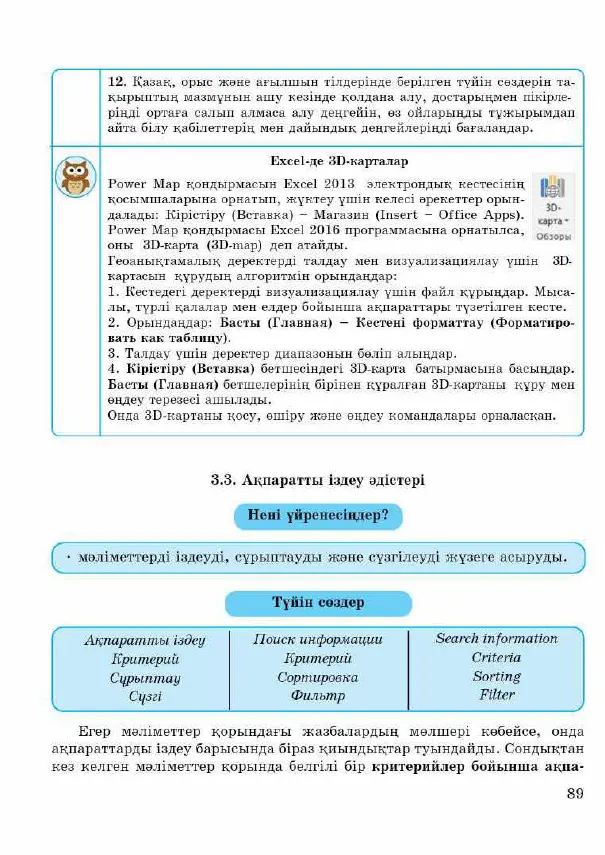 12. Қазақ, орыс және ағылшын тілдерінде берілген түйін сөздерін та-
қырыптың мазмұнын ашу кезінде қолдана алу, достарыңмен пікірле-
ріңді ортаға салып алмаса алу деңгейін, өз ойларыңды тұжырымдап
айта білу қабілеттерің мен дайындық деңгейлеріңді бағалаңдар.
Excel-де 3D-карталар
Power Map қондырмасын Excel 2013 электрондық кестесінің
қосымшаларына орнатып, жүктеу үшін келесі әрекеттер орын-
далады: Кірістіру (Вставка) – Магазин (Insert – Office Apps).
Power Map қондырмасы Excel 2016 программасына орнатылса,
оны 3D-карта (3D-map) деп атайды.
3D-
карта
Обзоры
Геоанықтамалық деректерді талдау мен визуализациялау үшін 3D-
картасын құрудың алгоритмін орындаңдар:
1. Кестедегі деректерді визуализациялау үшін файл құрыңдар. Мыса-
лы, түрлі қалалар мен елдер бойынша ақпараттары түзетілген кесте.
2. Орындаңдар: Басты (Главная) – Кестені форматтау (Форматиро-
вать как таблицу).
3. Талдау үшін деректер диапазонын бөліп алыңдар.
4. Кірістіру (Вставка) бетшесіндегі 3D-карта батырмасына басыңдар.
Басты (Главная) бетшелерінің бірінен құралған 3D-картаны құру мен
өңдеу терезесі ашылады.
Онда 3D-картаны қосу, өшіру және өңдеу командалары орналасқан.
3.3. Ақпаратты іздеу әдістері
Нені үйренесіңдер?
· мәліметтерді іздеуді, сұрыптауды және сүзгілеуді жүзеге асыруды.
Түйін сөздер
Ақпаратты іздеу
Критерий
Сұрыптау
Сүзгі
Поиск информации
Критерий
Сортировка
Фильтр
Search information
Criteria
Sorting
Filter
Егер мәліметтер қорындағы жазбалардың мөлшері көбейсе, онда
ақпараттарды іздеу барысында біраз қиындықтар туындайды. Сондықтан
кез келген мәліметтер қорында белгілі бір критерийлер бойынша ақпа-
89